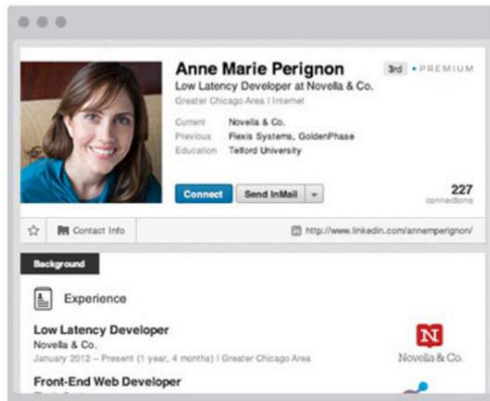 Anne Marie Perignon 3rd • PREMIUM
Low Latency Developer at Novella & Co.
Greater Chicago Area | Internet
Current Novella & Co.
Previous Flexis Systems, GoldenPhase
Education Telford University
Connect Send InMail 227
connections
Contact Info http://www.linkedin.com/annemperignon/
Background
Experience
Low Latency Developer
Novella & Co.
January 2012 – Present (1 year, 4 months) | Greater Chicago Area
N
Novella & Co.
Front-End Web Developer